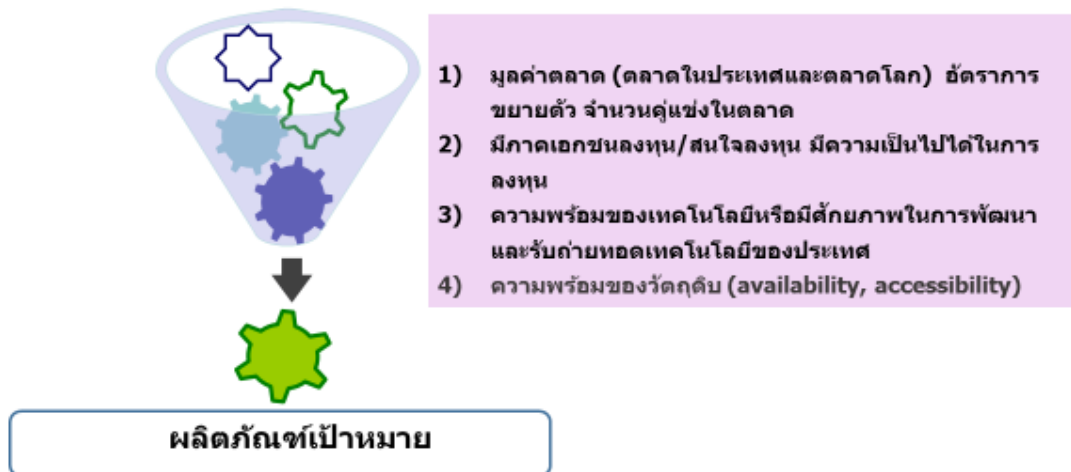 1) มูลค่าตลาด (ตลาดในประเทศและตลาดโลก) อัตราการ
ขยายตัว จำนวนคู่แข่งในตลาด
2) มีภาคเอกชนลงทุน/สนใจลงทุน มีความเป็นไปได้ในการ
ลงทุน
3) ความพร้อมของเทคโนโลยีหรือมีศักยภาพในการพัฒนา
และรับถ่ายทอดเทคโนโลยีของประเทศ
4) ความพร้อมของวัตถุดิบ (availability, accessibility)
ผลิตภัณฑ์เป้าหมาย